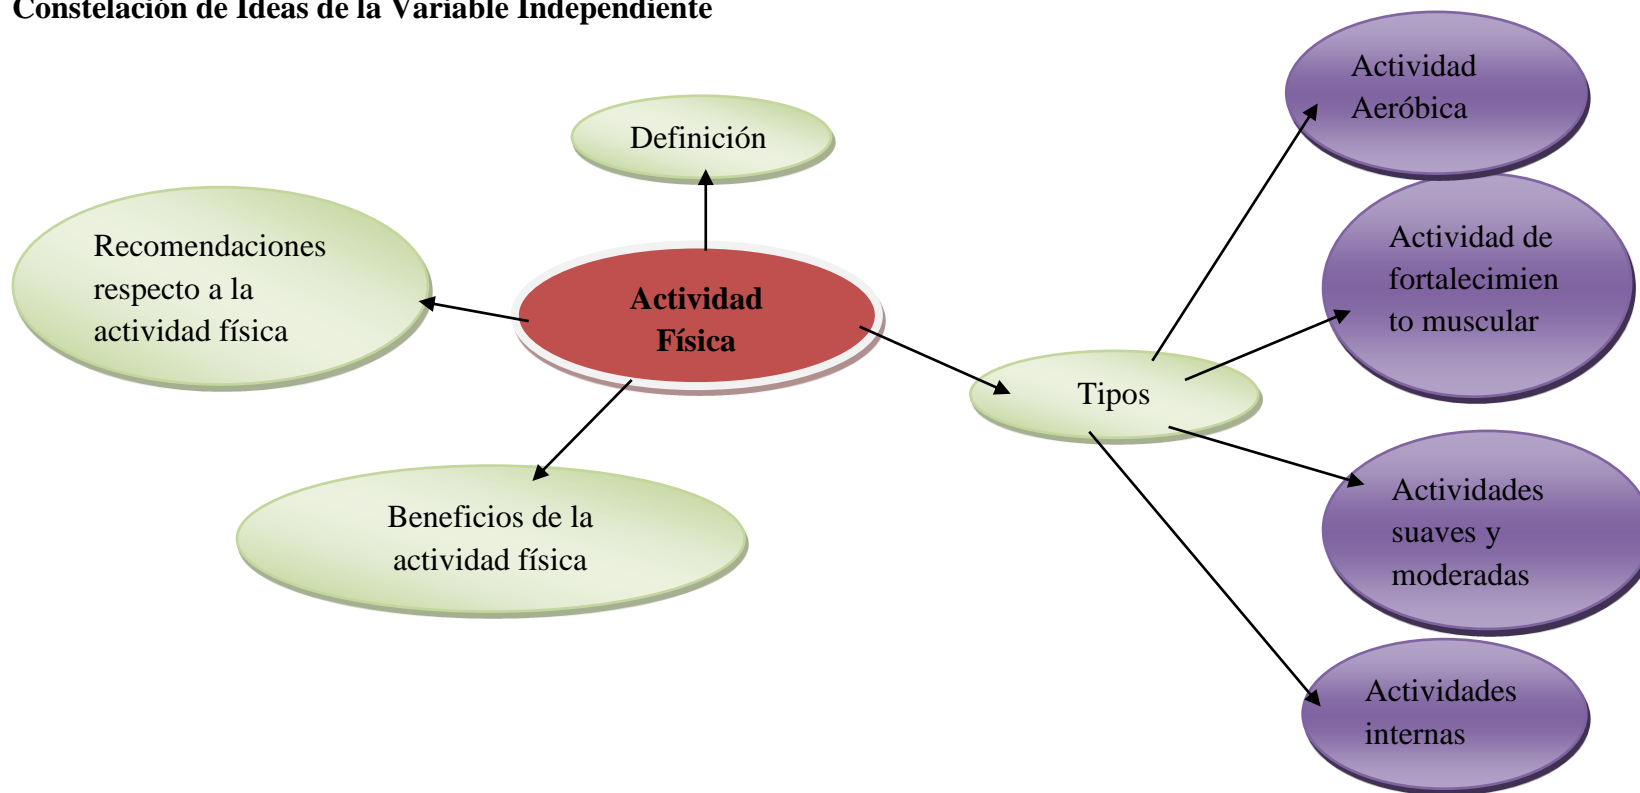 Constelación de Ideas de la Variable Independiente
Definición
Recomendaciones
respecto a la
actividad física
Actividad
Física
Beneficios de la
actividad física
Tipos
Actividad
Aeróbica
Actividad de
fortalecimien
to muscular
Actividades
suaves y
moderadas
Actividades
internas